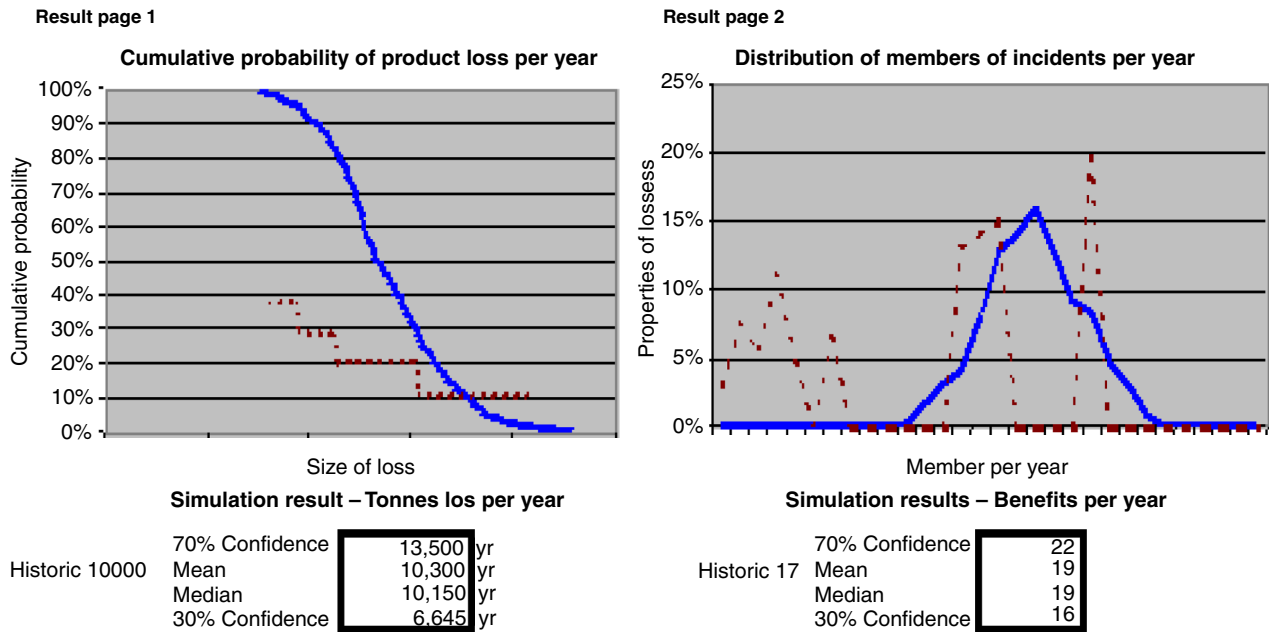 Result page 1
Cumulative probability of product loss per year
100%
90%
80%
70%
60%
50%
40%
30%
20%
10%
0%
Cumulative probability
Size of loss
Simulation result – Tonnes los per year
Historic 10000
70% Confidence 13,500 yr
Mean 10,300 yr
Median 10,150 yr
30% Confidence 6,645 yr
Result page 2
Distribution of members of incidents per year
25%
20%
15%
10%
5%
0%
Properties of lossess
Member per year
Simulation results – Benefits per year
Historic 17
70% Confidence 22
Mean 19
Median 19
30% Confidence 16